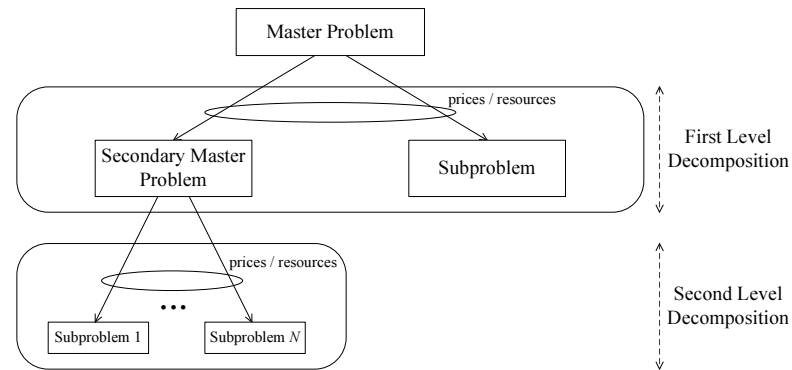 Master Problem
prices / resources
Secondary Master
Problem
Subproblem
First Level
Decomposition
prices / resources
Subproblem 1
Subproblem N
Second Level
Decomposition